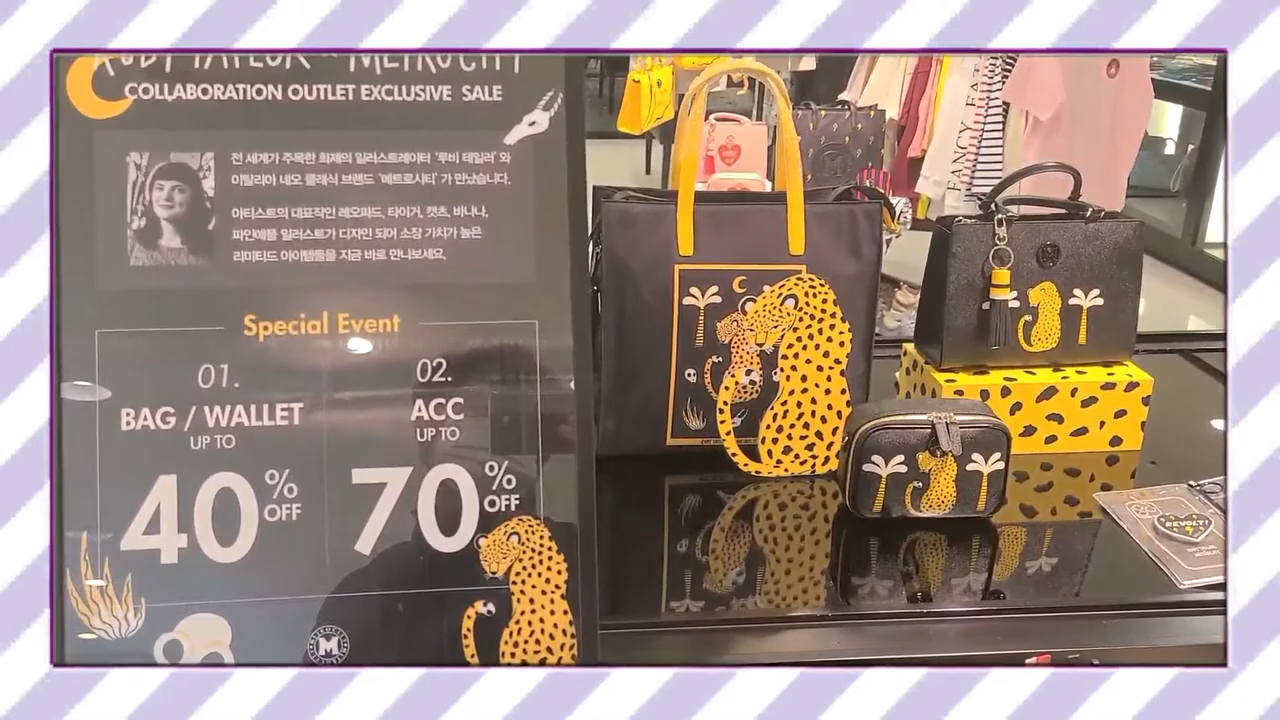 RUBY TAYLOR METROCITY
COLLABORATION OUTLET EXCLUSIVE SALE
전 세계가 주목한 화제의 일러스트레이터 '루비 테일러' 와
이탈리아 네오 클래식 브랜드 '메트로시티' 가 만났습니다.
아티스트의 대표적인 레오파드, 타이거, 캣츠, 바나나,
파인애플 일러스트가 디자인 되어 소장 가치가 높은
리미티드 아이템들을 지금 바로 만나보세요.
Special Event
01.
BAG / WALLET
UP TO
40% OFF
02.
ACC
UP TO
70% OFF
M
FANCY FA
M
REVOLT!